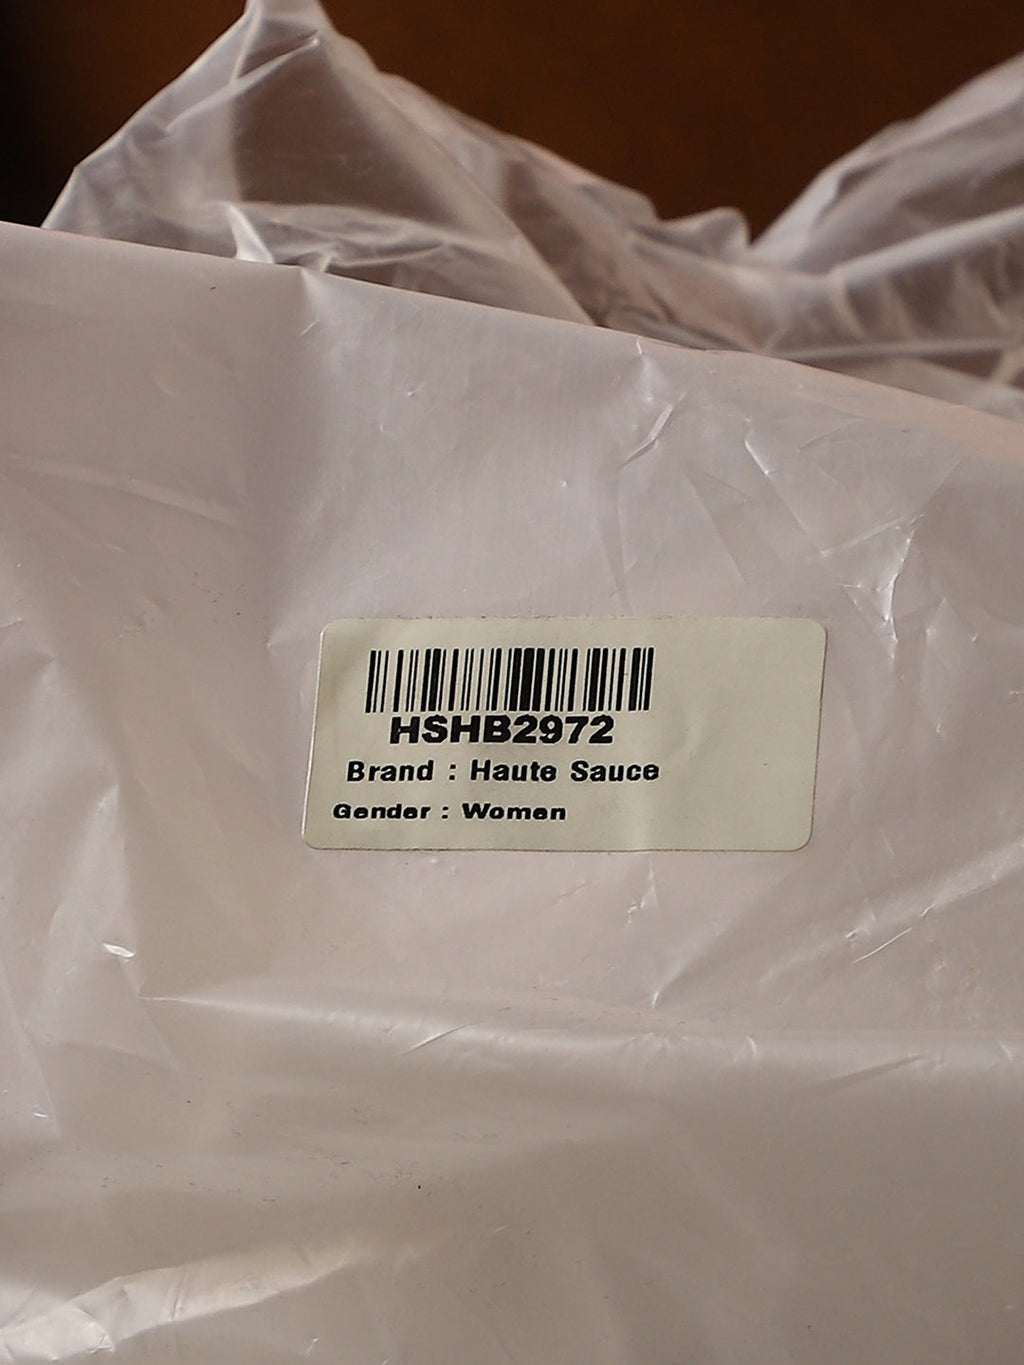 HSHB2972
Brand : Haute Sauce
Gender : Women